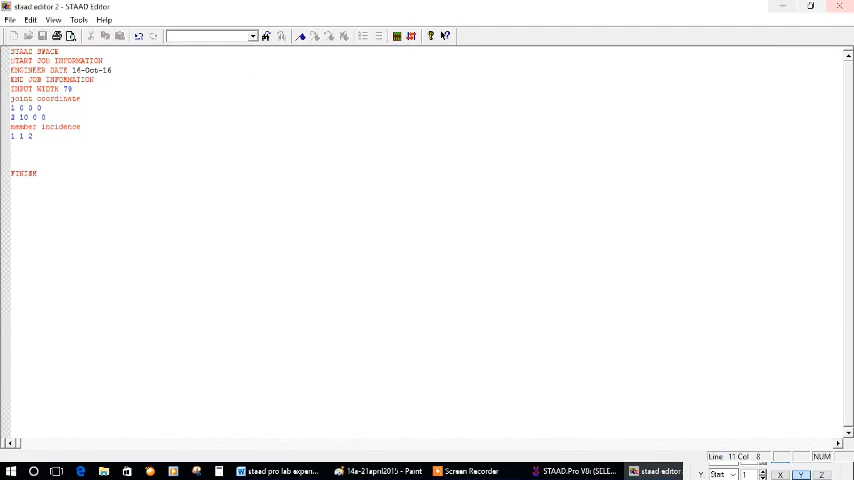 staad editor 2 - STAAD Editor
File Edit View Tools Help
STAAD SPACE
START JOB INFORMATION
ENGINEER DATE 16-Oct-16
END JOB INFORMATION
INPUT WIDTH 79
joint coordinate
1 0 0 0
2 10 0 0
member incidence
1 1 2
FINISH
Line 11 Col 8 NUM
staad pro lab experi...
14a-21april2015 - Paint
Screen Recorder
STAAD.Pro V8i (SELE...
staad editor
Y: Start 1 X Y Z